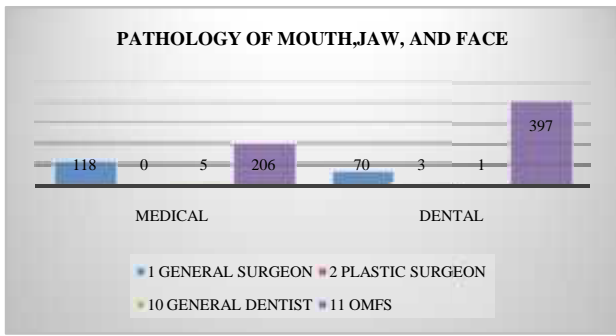 PATHOLOGY OF MOUTH,JAW, AND FACE
397
118 0 5 206 70 3 1
MEDICAL DENTAL
1 GENERAL SURGEON 2 PLASTIC SURGEON
10 GENERAL DENTIST 11 OMFS